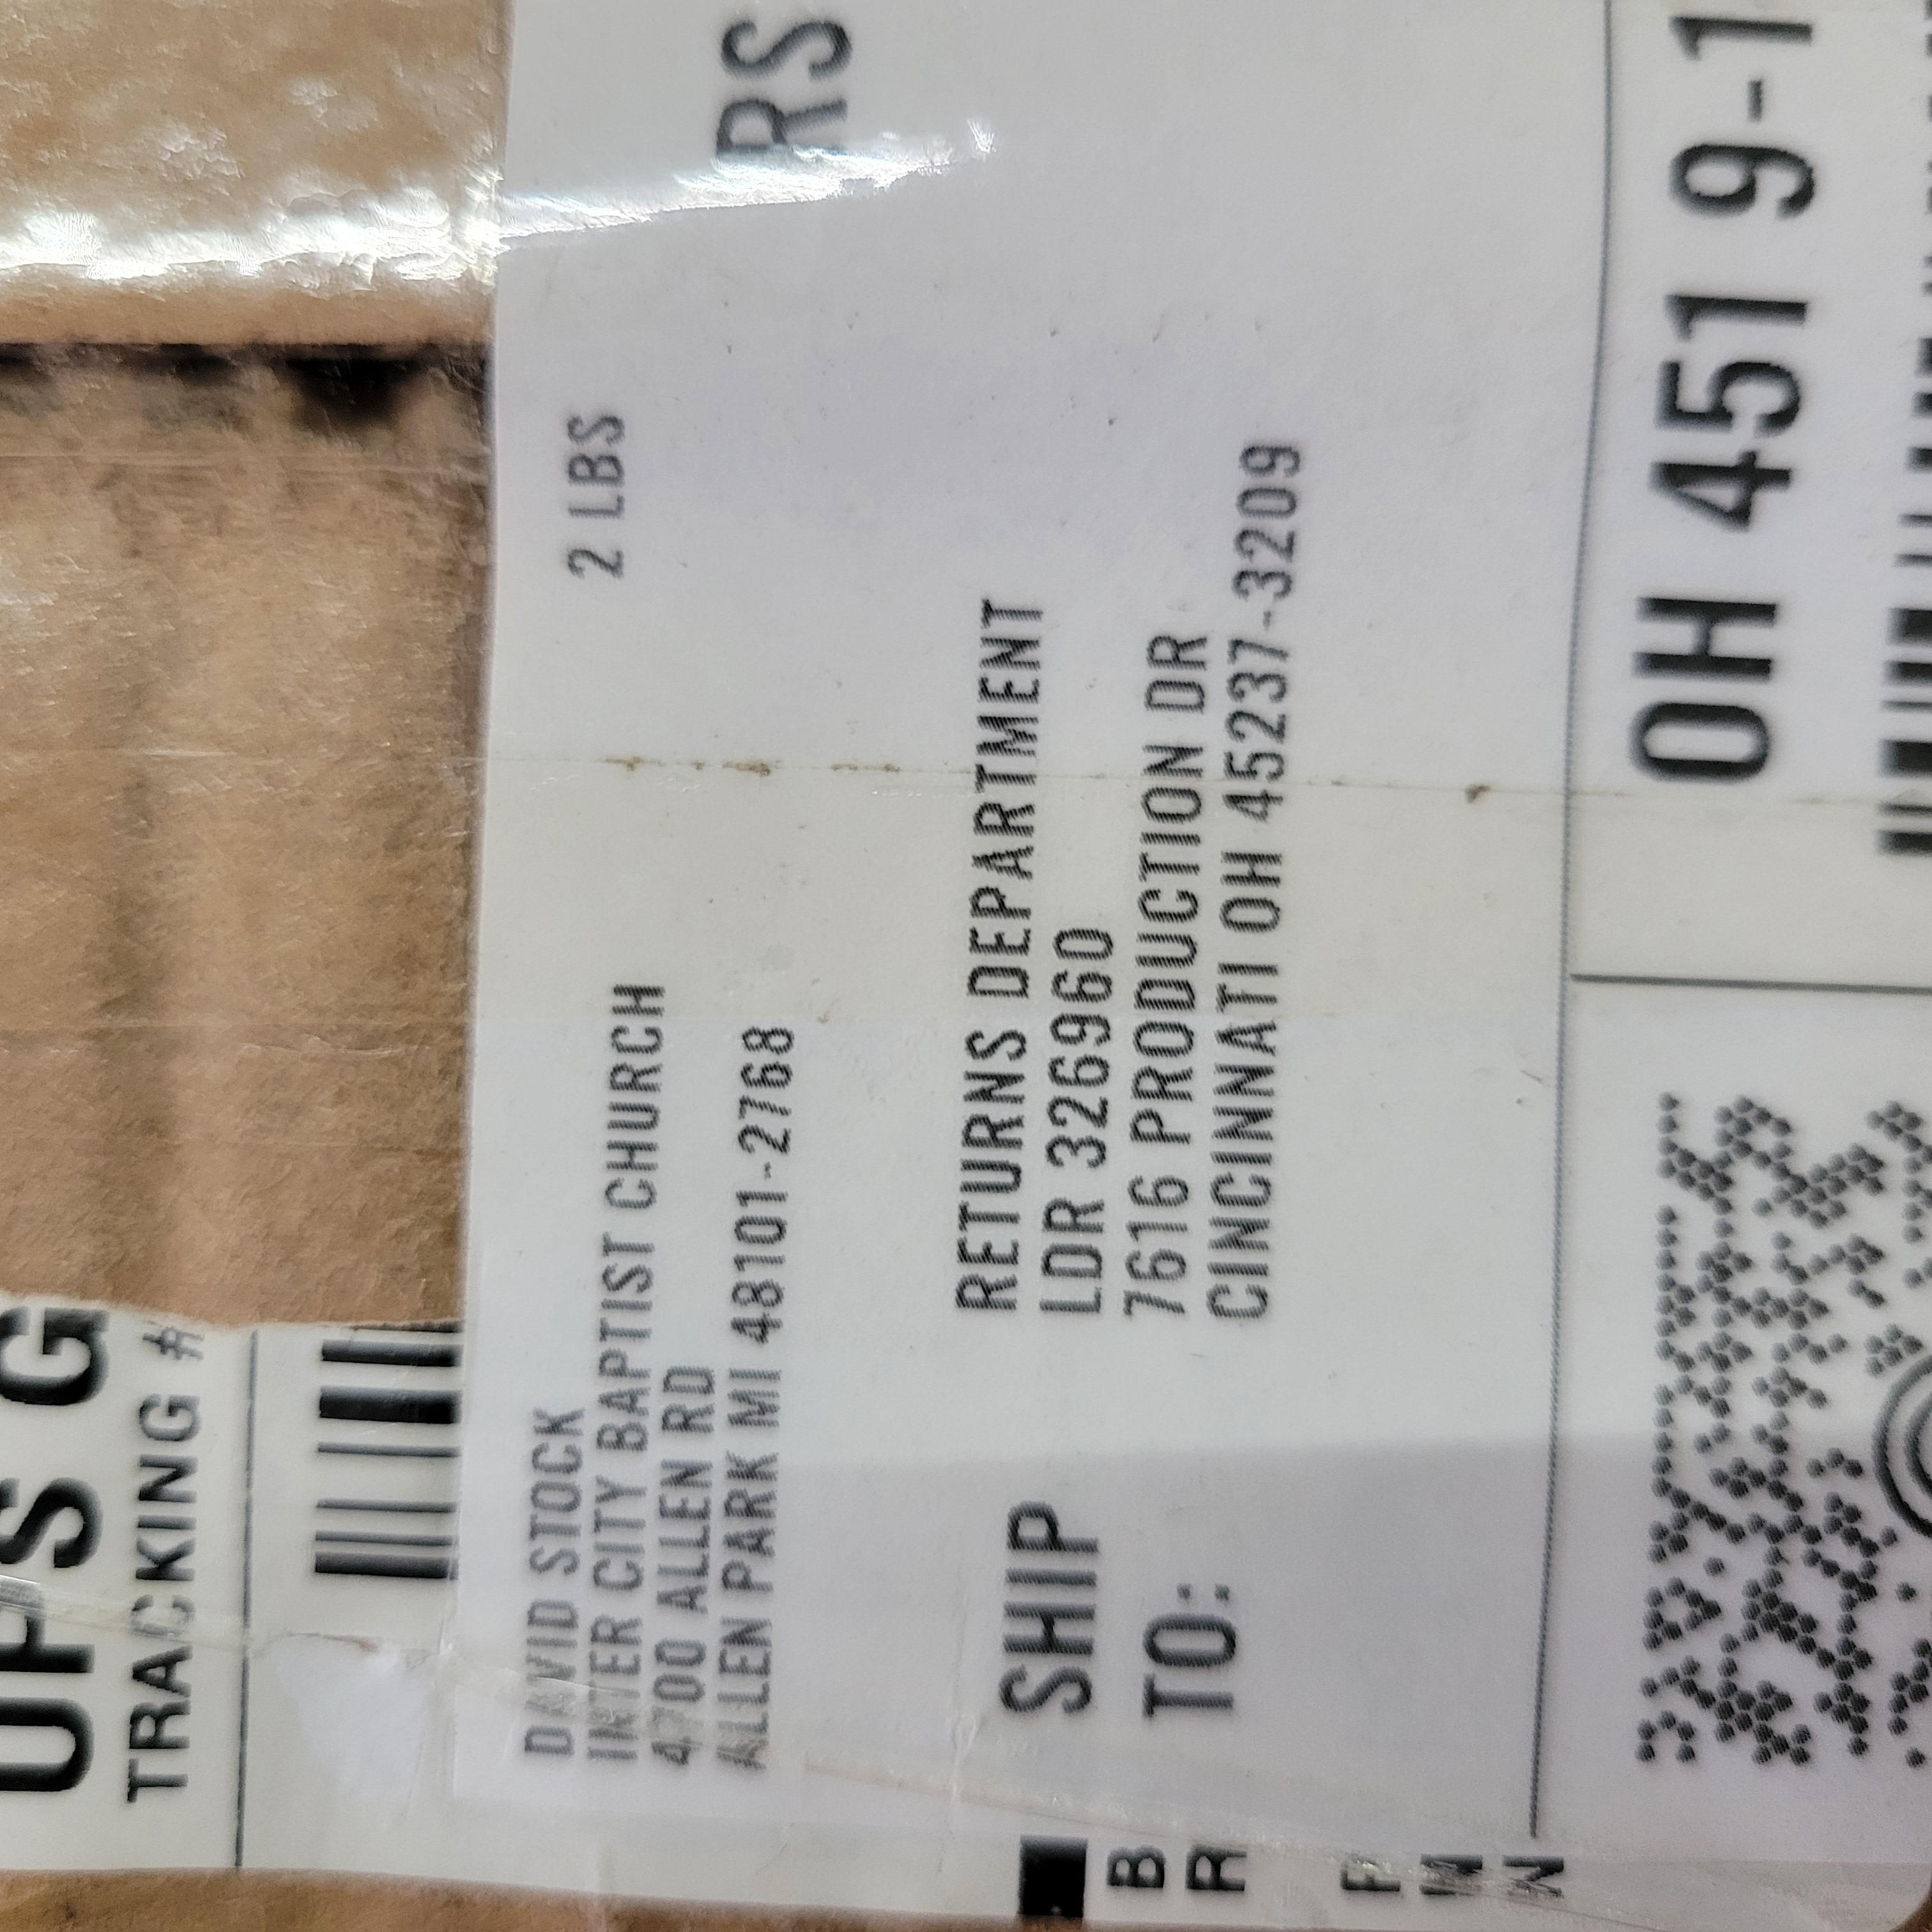 DAVID STOCK
INTER CITY BAPTIST CHURCH
4700 ALLEN RD
ALLEN PARK MI 48101-2768
2 LBS
RS
SHIP
TO:
RETURNS DEPARTMENT
LDR 326960
7616 PRODUCTION DR
CINCINNATI OH 45237-3209
OH 451 9-1
UPS G
TRACKING #
B
R